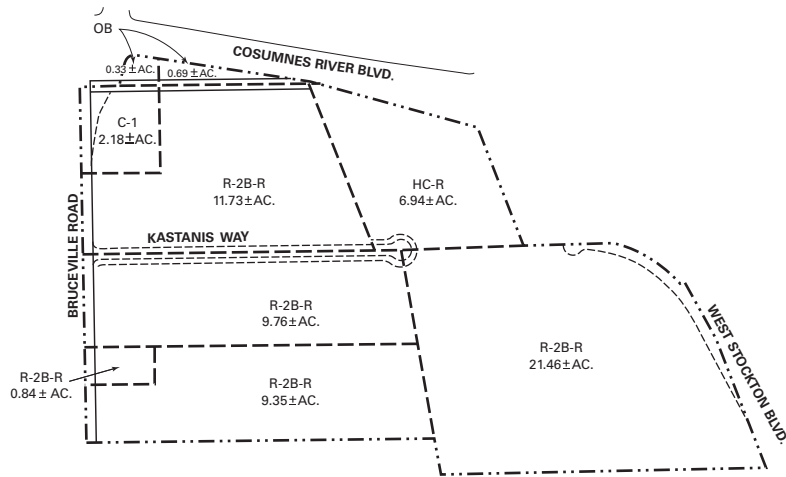 OB
COSUMNES RIVER BLVD.
0.33 ±AC.
0.69 ±AC.
C-1
2.18±AC.
R-2B-R
11.73±AC.
HC-R
6.94±AC.
BRUCEVILLE ROAD
KASTANIS WAY
R-2B-R
9.76±AC.
R-2B-R
21.46±AC.
WEST STOCKTON BLVD.
R-2B-R
0.84 ± AC.
R-2B-R
9.35±AC.